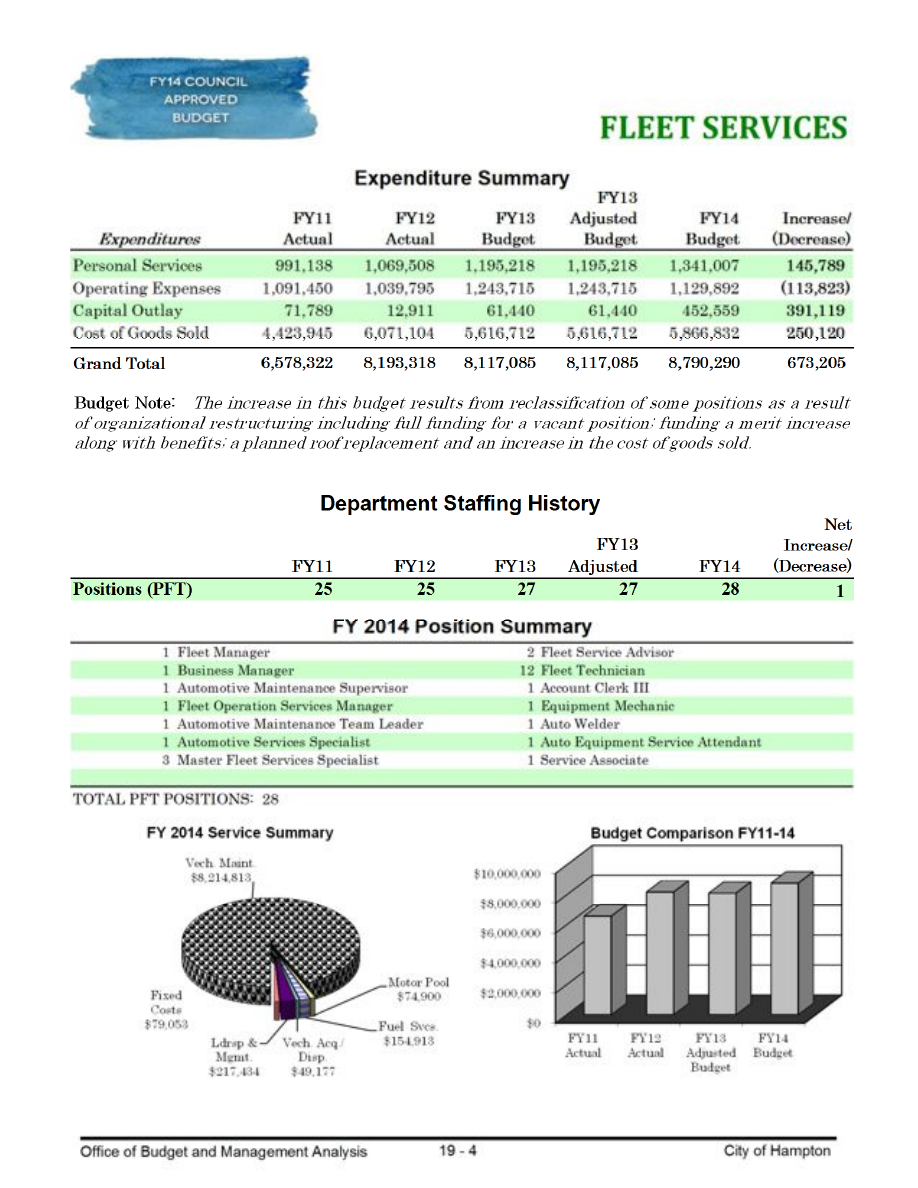 FY14 COUNCIL
APPROVED
BUDGET
FLEET SERVICES
Expenditure Summary
Expenditures FY11 Actual FY12 Actual FY13 Budget FY13 Adjusted Budget FY14 Budget Increase/ (Decrease)
Personal Services 991,138 1,069,508 1,195,218 1,195,218 1,341,007 145,789
Operating Expenses 1,091,450 1,039,795 1,243,715 1,243,715 1,129,892 (113,823)
Capital Outlay 71,789 12,911 61,440 61,440 452,559 391,119
Cost of Goods Sold 4,423,945 6,071,104 5,616,712 5,616,712 5,866,832 250,120
Grand Total 6,578,322 8,193,318 8,117,085 8,117,085 8,790,290 673,205
Budget Note: The increase in this budget results from reclassification of some positions as a result
of organizational restructuring including full funding for a vacant position; funding a merit increase
along with benefits; a planned roof replacement and an increase in the cost of goods sold.
Department Staffing History
FY11 FY12 FY13 FY13 Adjusted FY14 Net Increase/ (Decrease)
Positions (PFT) 25 25 27 27 28 1
FY 2014 Position Summary
1 Fleet Manager 2 Fleet Service Advisor
1 Business Manager 12 Fleet Technician
1 Automotive Maintenance Supervisor 1 Account Clerk III
1 Fleet Operation Services Manager 1 Equipment Mechanic
1 Automotive Maintenance Team Leader 1 Auto Welder
1 Automotive Services Specialist 1 Auto Equipment Service Attendant
3 Master Fleet Services Specialist 1 Service Associate
TOTAL PFT POSITIONS: 28
FY 2014 Service Summary
Vech. Maint.
$8,214,813
Motor Pool
$74,900
Fuel Svcs.
$154,913
Vech. Acq./
Disp.
$49,177
Ldrsp &
Mgmt.
$217,434
Fixed
Costs
$79,053
Budget Comparison FY11-14
$10,000,000
$8,000,000
$6,000,000
$4,000,000
$2,000,000
$0
FY11 Actual FY12 Actual FY13 Adjusted Budget FY14 Budget
Office of Budget and Management Analysis 19 - 4 City of Hampton